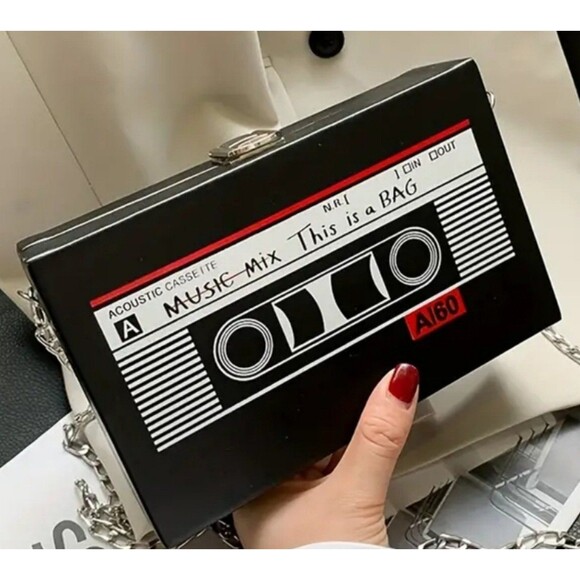 N.R.[ ] ☐IN ☐OUT
ACOUSTIC CASSETTE
A MUSIC Mix This is a BAG
A|60